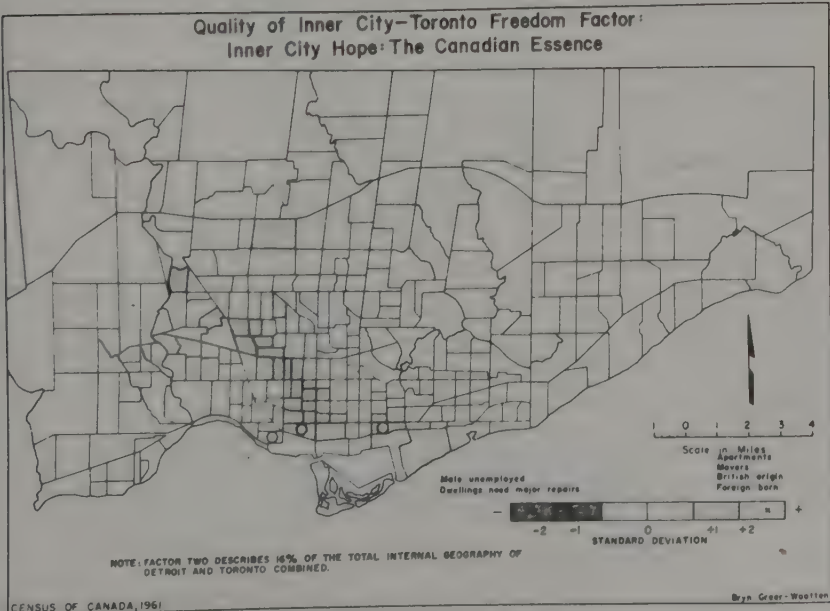 Quality of Inner City-Toronto Freedom Factor:
Inner City Hope: The Canadian Essence
1 0 1 2 3 4
Scale in Miles
Apartments
Movers
British origin
Foreign born
Male unemployed
Dwellings need major repairs
- +
-2 -1 0 +1 +2
STANDARD DEVIATION
NOTE: FACTOR TWO DESCRIBES 16% OF THE TOTAL INTERNAL GEOGRAPHY OF
DETROIT AND TORONTO COMBINED.
CENSUS OF CANADA, 1961
Bryn Greer-Wootten